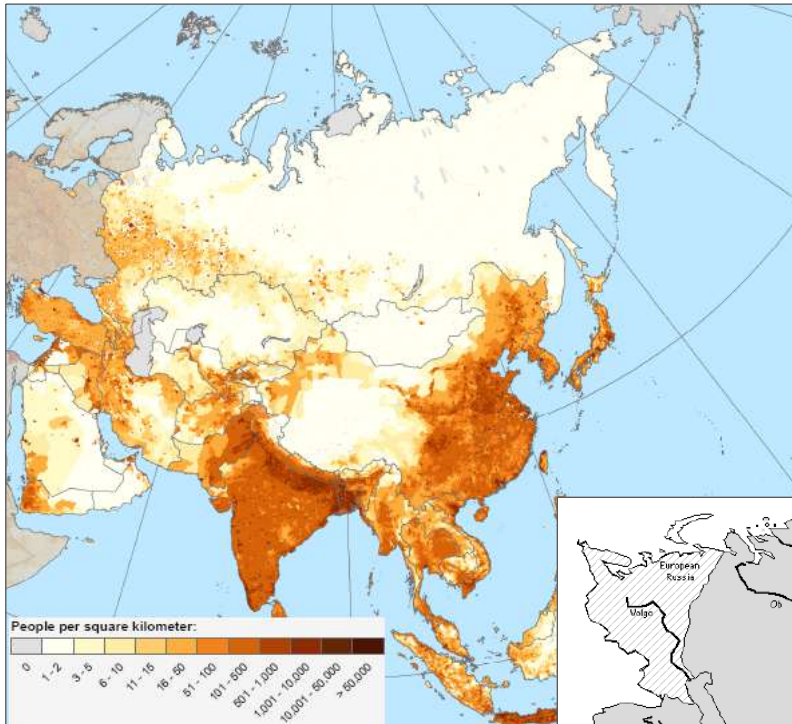 People per square kilometer:
0
1 - 2
3 - 5
6 - 10
11 - 15
16 - 50
51 - 100
101 - 500
501 - 1,000
1,001 - 10,000
10,001 - 50,000
> 50,000
European
Russia
Volga
Ob